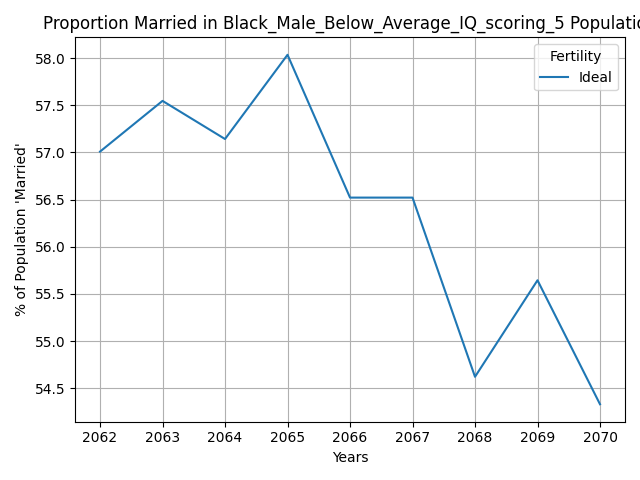 Proportion Married in Black_Male_Below_Average_IQ_scoring_5 Populatio
Fertility
Ideal
58.0
57.5
57.0
56.5
56.0
55.5
55.0
54.5
% of Population 'Married'
2062 2063 2064 2065 2066 2067 2068 2069 2070
Years